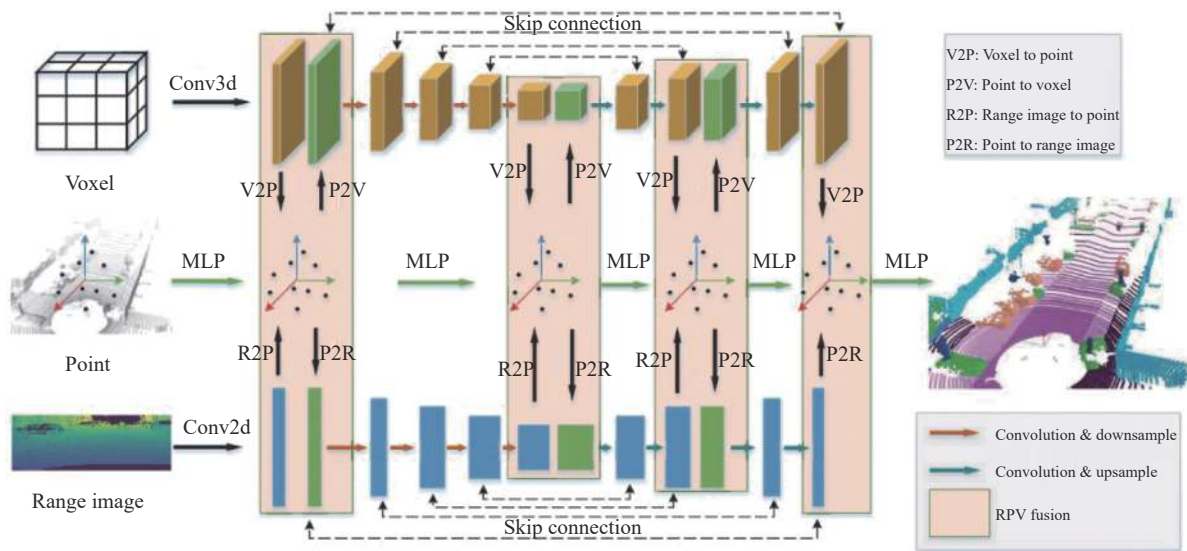 Skip connection
Conv3d
Voxel
V2P: Voxel to point
P2V: Point to voxel
R2P: Range image to point
P2R: Point to range image
V2P
P2V
V2P
P2V
V2P
P2V
V2P
MLP
MLP
MLP
MLP
MLP
Point
R2P
P2R
R2P
P2R
R2P
P2R
P2R
Conv2d
Range image
Skip connection
Convolution & downsample
Convolution & upsample
RPV fusion